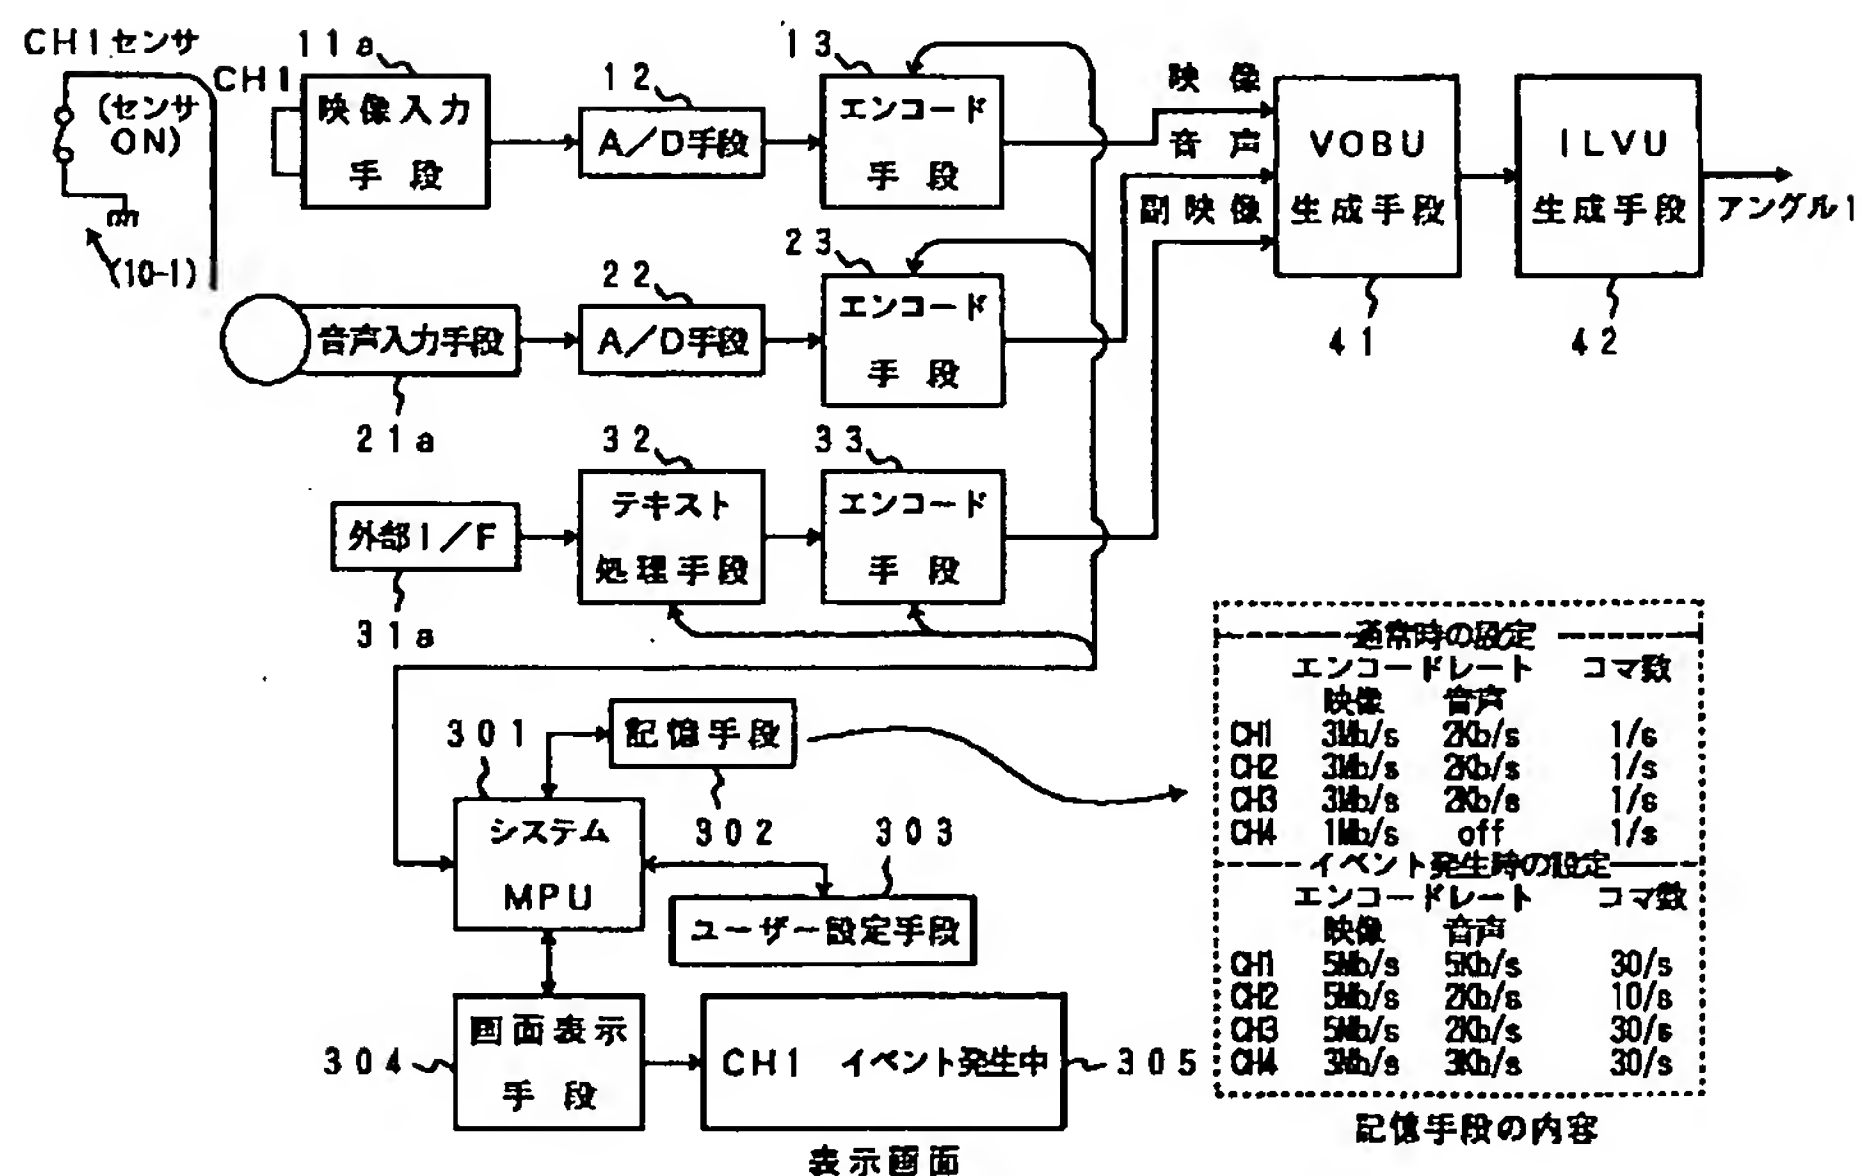 CH1センサ
(センサ
ON)
(10-1)
CH1
11a
映像入力
手段
12
A/D手段
13
エンコード
手段
映像
音声
副映像
VOBU
生成手段
41
ILVU
生成手段
42
アングル1
音声入力手段
21a
22
A/D手段
23
エンコード
手段
外部I/F
31a
32
テキスト
処理手段
33
エンコード
手段
301
システム
MPU
記憶手段
302
303
ユーザー設定手段
304
画面表示
手段
CH1 イベント発生中
305
表示画面
通常時の設定
エンコードレート コマ数
映像 音声
CH1 3Mb/s 2Kb/s 1/s
CH2 3Mb/s 2Kb/s 1/s
CH3 3Mb/s 2Kb/s 1/s
CH4 1Mb/s off 1/s
イベント発生時の設定
エンコードレート コマ数
映像 音声
CH1 5Mb/s 5Kb/s 30/s
CH2 5Mb/s 2Kb/s 10/s
CH3 5Mb/s 2Kb/s 30/s
CH4 3Mb/s 3Kb/s 30/s
記憶手段の内容